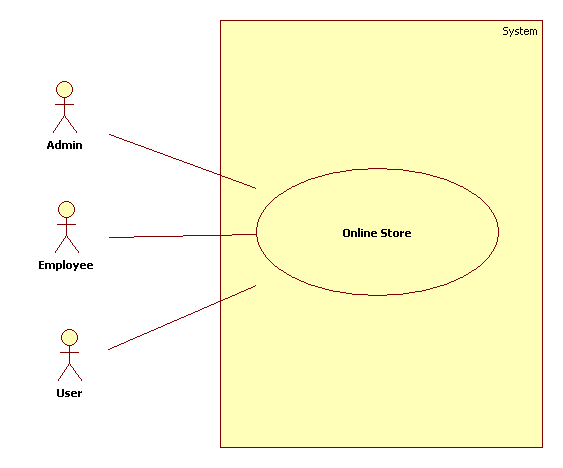 System
Admin
Online Store
Employee
User